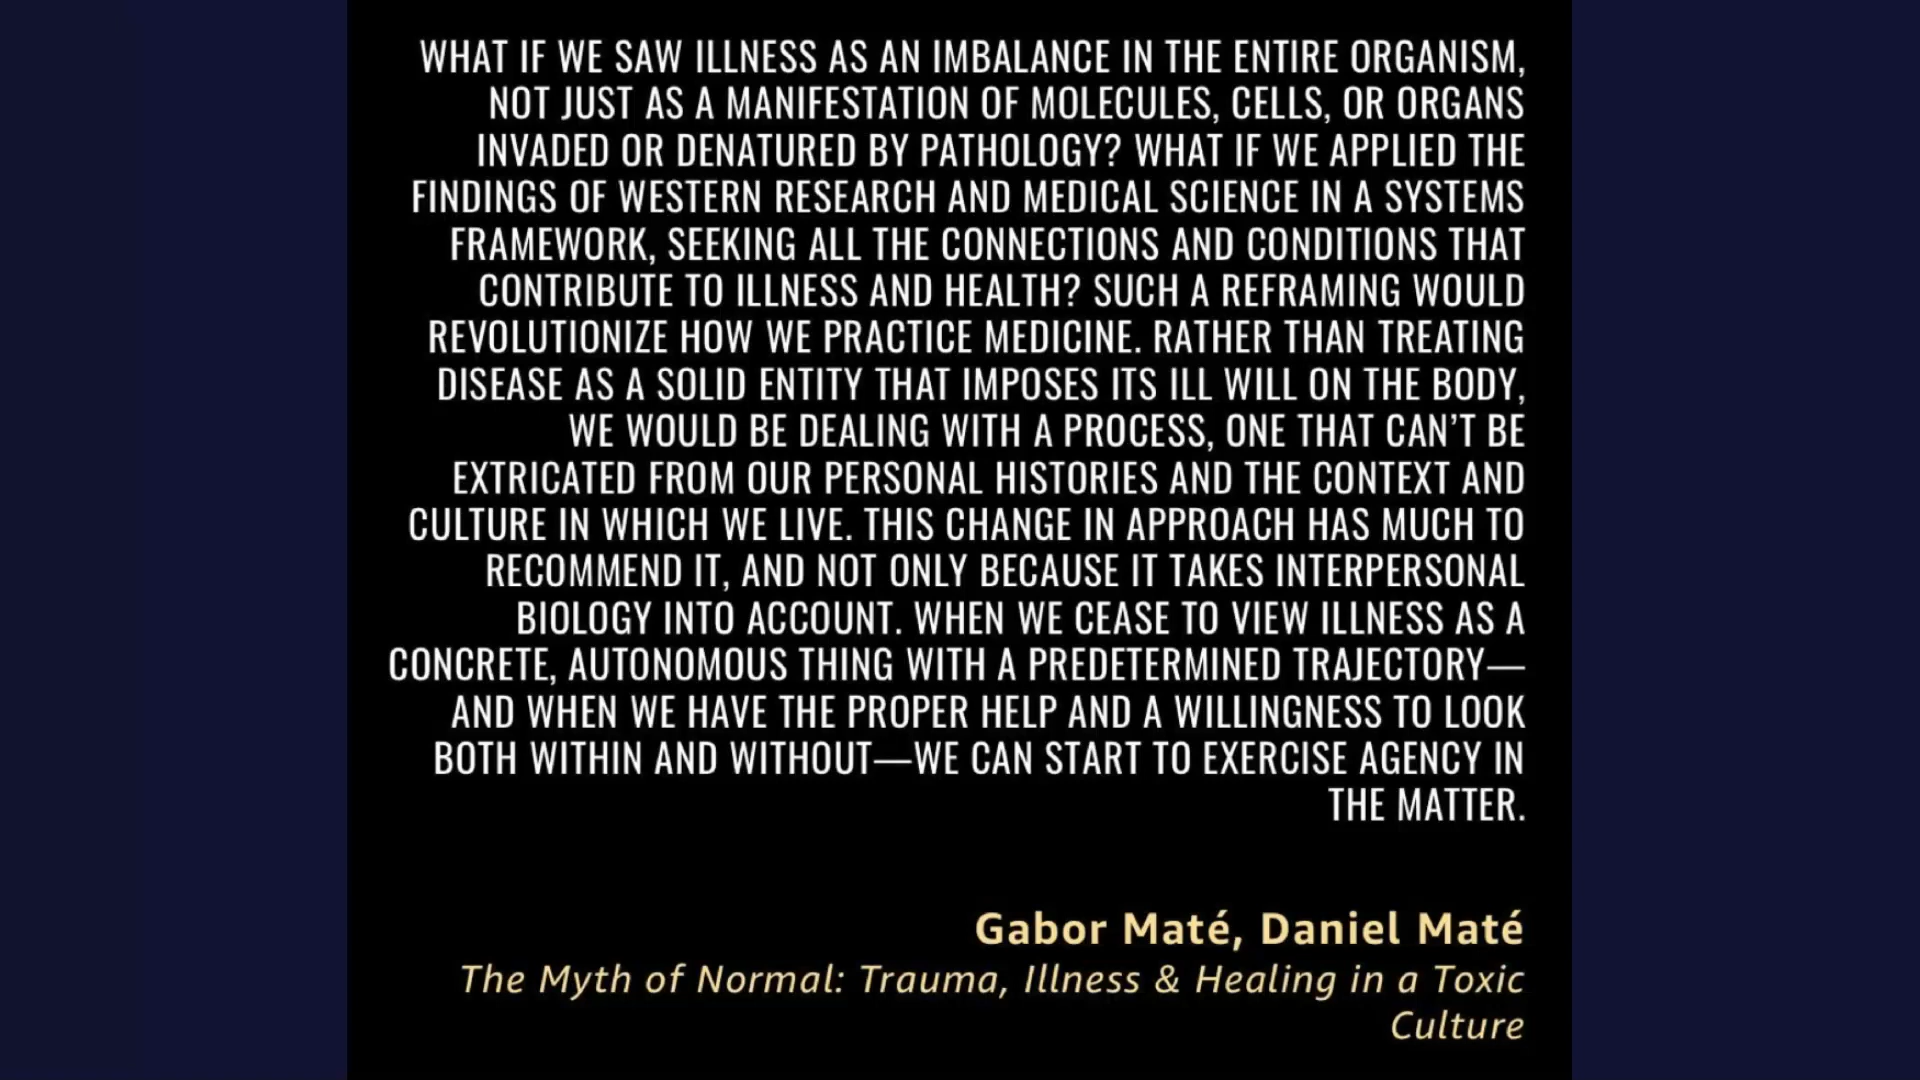 WHAT IF WE SAW ILLNESS AS AN IMBALANCE IN THE ENTIRE ORGANISM,
NOT JUST AS A MANIFESTATION OF MOLECULES, CELLS, OR ORGANS
INVADED OR DENATURED BY PATHOLOGY? WHAT IF WE APPLIED THE
FINDINGS OF WESTERN RESEARCH AND MEDICAL SCIENCE IN A SYSTEMS
FRAMEWORK, SEEKING ALL THE CONNECTIONS AND CONDITIONS THAT
CONTRIBUTE TO ILLNESS AND HEALTH? SUCH A REFRAMING WOULD
REVOLUTIONIZE HOW WE PRACTICE MEDICINE. RATHER THAN TREATING
DISEASE AS A SOLID ENTITY THAT IMPOSES ITS ILL WILL ON THE BODY,
WE WOULD BE DEALING WITH A PROCESS, ONE THAT CAN’T BE
EXTRICATED FROM OUR PERSONAL HISTORIES AND THE CONTEXT AND
CULTURE IN WHICH WE LIVE. THIS CHANGE IN APPROACH HAS MUCH TO
RECOMMEND IT, AND NOT ONLY BECAUSE IT TAKES INTERPERSONAL
BIOLOGY INTO ACCOUNT. WHEN WE CEASE TO VIEW ILLNESS AS A
CONCRETE, AUTONOMOUS THING WITH A PREDETERMINED TRAJECTORY—
AND WHEN WE HAVE THE PROPER HELP AND A WILLINGNESS TO LOOK
BOTH WITHIN AND WITHOUT—WE CAN START TO EXERCISE AGENCY IN
THE MATTER.
Gabor Maté, Daniel Maté
The Myth of Normal: Trauma, Illness & Healing in a Toxic
Culture